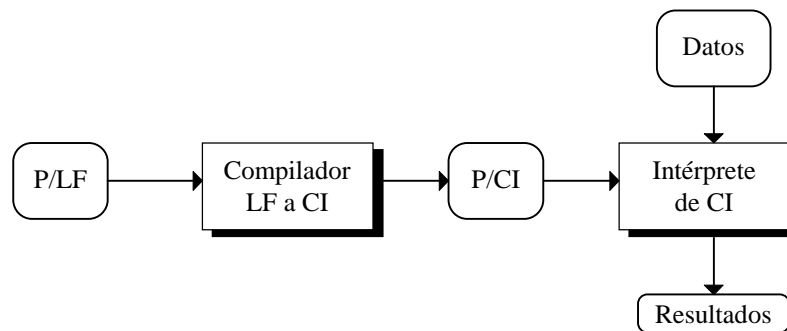 Datos
P/LF
Compilador
LF a CI
P/CI
Intérprete
de CI
Resultados